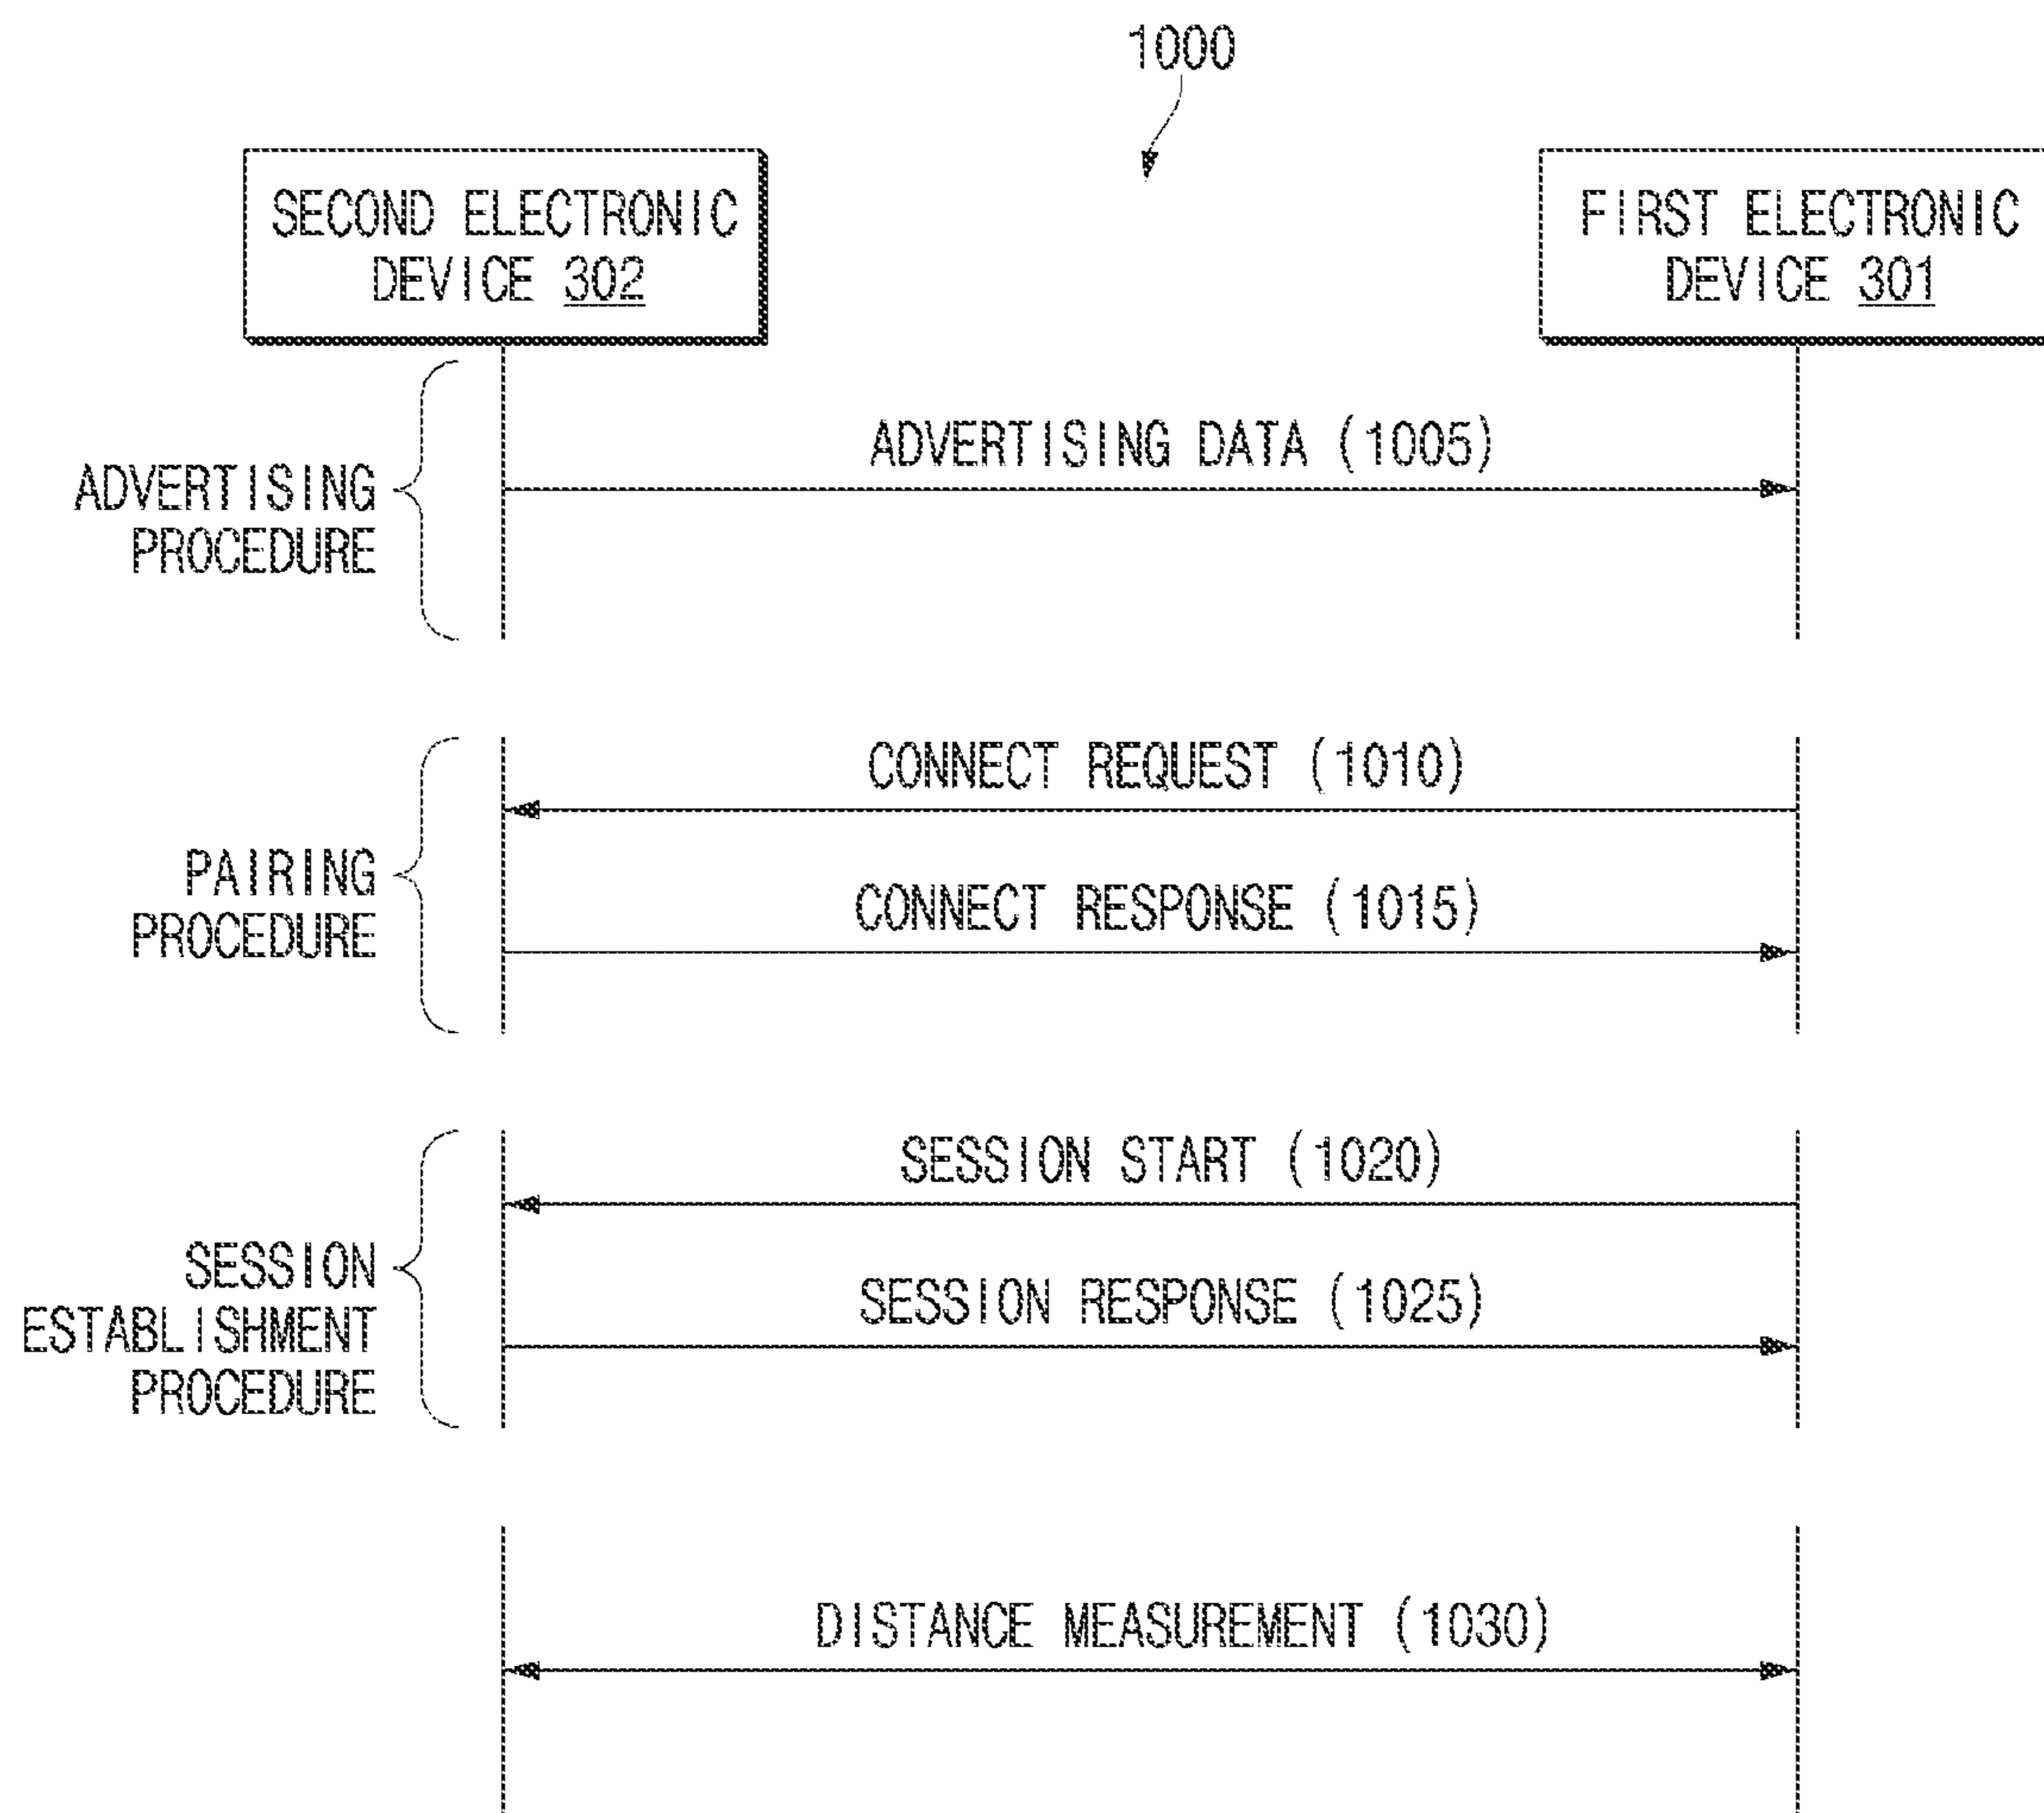 1000
SECOND ELECTRONIC
DEVICE 302
FIRST ELECTRONIC
DEVICE 301
ADVERTISING DATA (1005)
ADVERTISING
PROCEDURE
CONNECT REQUEST (1010)
PAIRING
PROCEDURE
CONNECT RESPONSE (1015)
SESSION START (1020)
SESSION
ESTABLISHMENT
PROCEDURE
SESSION RESPONSE (1025)
DISTANCE MEASUREMENT (1030)